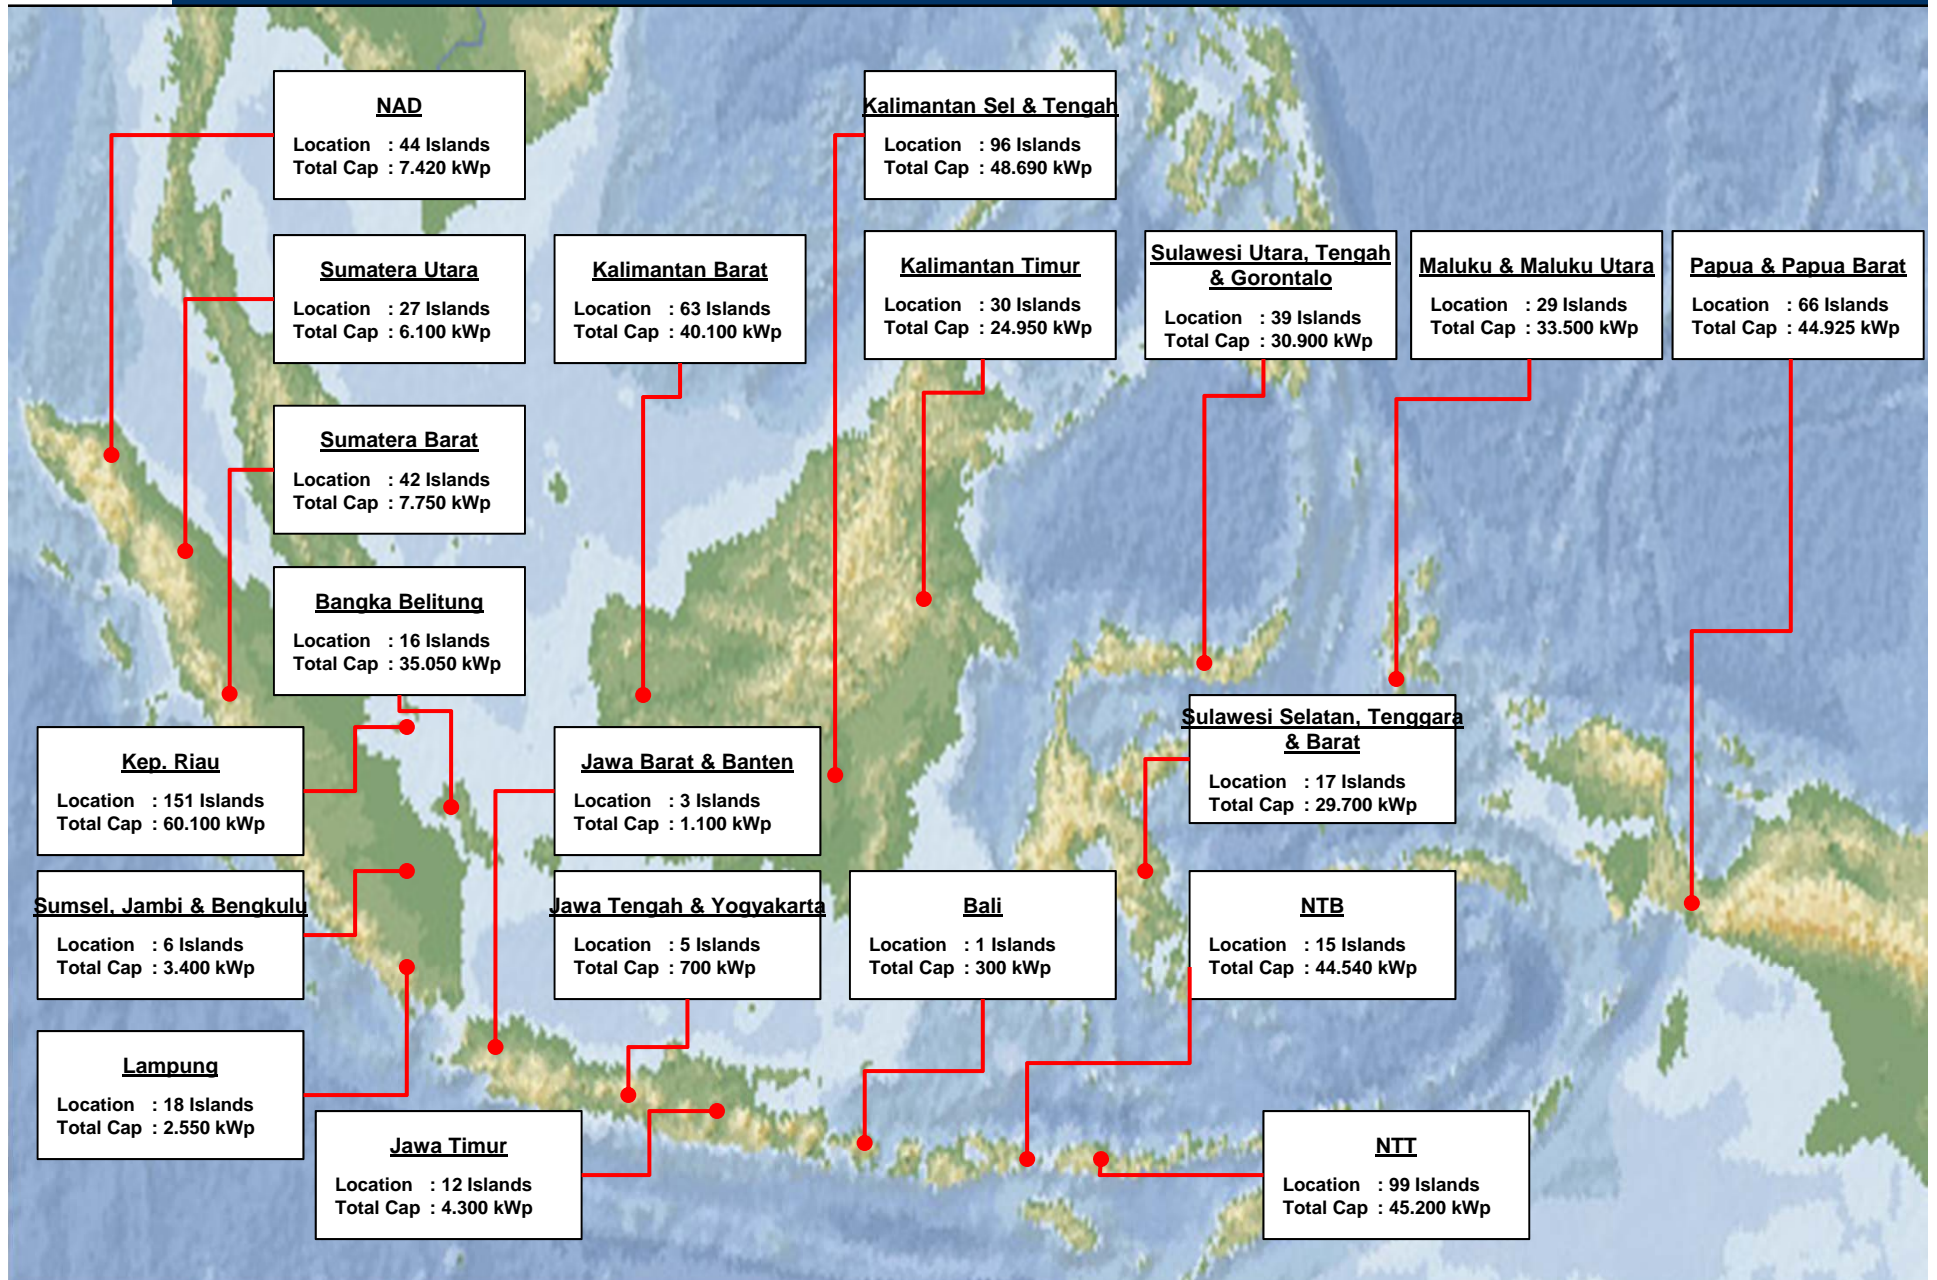 NAD
Location : 44 Islands
Total Cap : 7.420 kWp
Kalimantan Sel & Tengah
Location : 96 Islands
Total Cap : 48.690 kWp
Sumatera Utara
Location : 27 Islands
Total Cap : 6.100 kWp
Kalimantan Barat
Location : 63 Islands
Total Cap : 40.100 kWp
Kalimantan Timur
Location : 30 Islands
Total Cap : 24.950 kWp
Sulawesi Utara, Tengah
& Gorontalo
Location : 39 Islands
Total Cap : 30.900 kWp
Maluku & Maluku Utara
Location : 29 Islands
Total Cap : 33.500 kWp
Papua & Papua Barat
Location : 66 Islands
Total Cap : 44.925 kWp
Sumatera Barat
Location : 42 Islands
Total Cap : 7.750 kWp
Bangka Belitung
Location : 16 Islands
Total Cap : 35.050 kWp
Kep. Riau
Location : 151 Islands
Total Cap : 60.100 kWp
Jawa Barat & Banten
Location : 3 Islands
Total Cap : 1.100 kWp
Sulawesi Selatan, Tenggara
& Barat
Location : 17 Islands
Total Cap : 29.700 kWp
Sumsel, Jambi & Bengkulu
Location : 6 Islands
Total Cap : 3.400 kWp
Jawa Tengah & Yogyakarta
Location : 5 Islands
Total Cap : 700 kWp
Bali
Location : 1 Islands
Total Cap : 300 kWp
NTB
Location : 15 Islands
Total Cap : 44.540 kWp
Lampung
Location : 18 Islands
Total Cap : 2.550 kWp
Jawa Timur
Location : 12 Islands
Total Cap : 4.300 kWp
NTT
Location : 99 Islands
Total Cap : 45.200 kWp